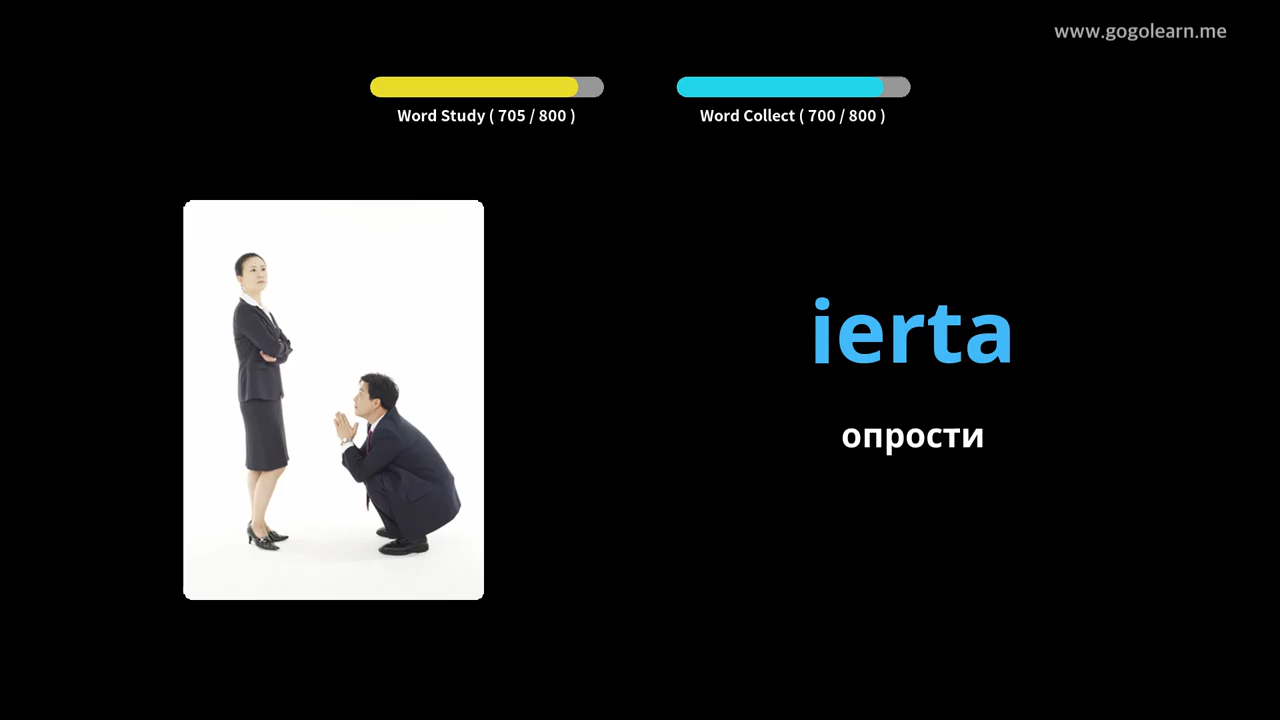 www.gogolearn.me
Word Study ( 705 / 800 )
Word Collect ( 700 / 800 )
ierta
опрости